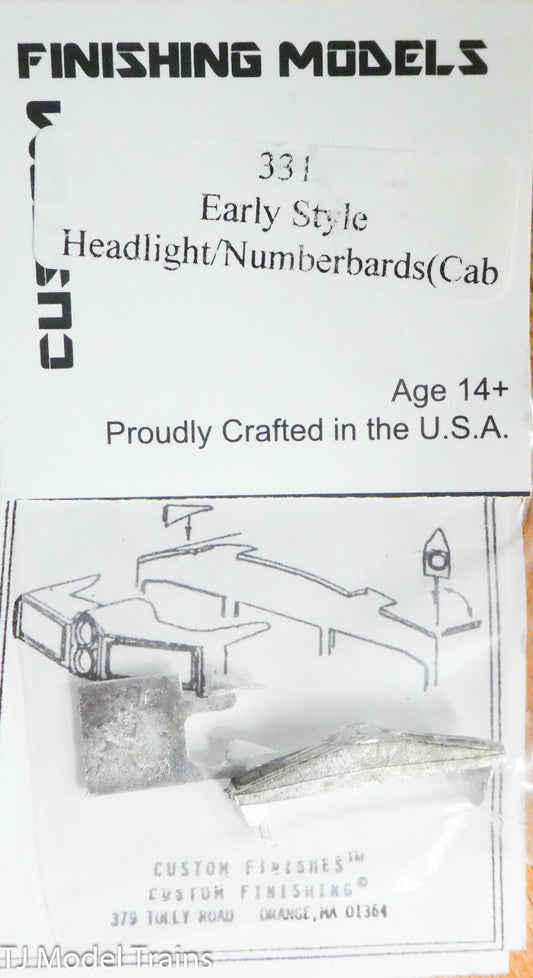 FINISHING MODELS
CUS
331
Early Style
Headlight/Numberbards(Cab
Age 14+
Proudly Crafted in the U.S.A.
CUSTOM FINISHES™
CUSTOM FINISHING©
379 TULLY ROAD ORANGE, MA 01364
TJ Model Trains